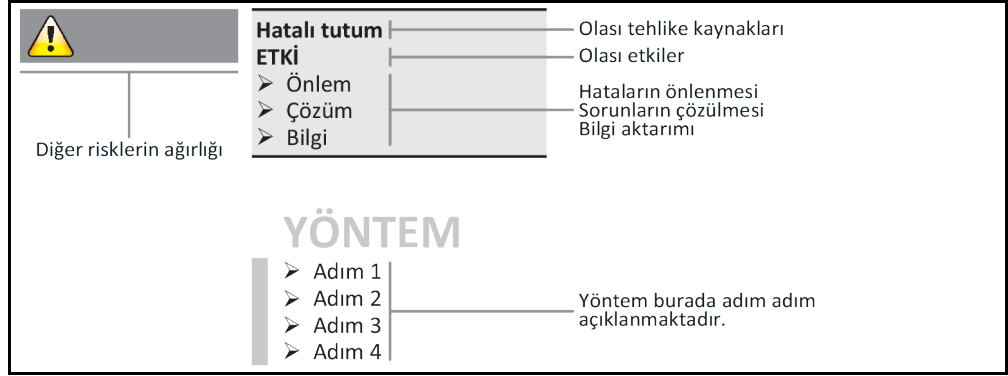 Hatalı tutum
ETKİ
➢ Önlem
➢ Çözüm
➢ Bilgi
Olası tehlike kaynakları
Olası etkiler
Hataların önlenmesi
Sorunların çözülmesi
Bilgi aktarımı
Diğer risklerin ağırlığı
YÖNTEM
➢ Adım 1
➢ Adım 2
➢ Adım 3
➢ Adım 4
Yöntem burada adım adım
açıklanmaktadır.